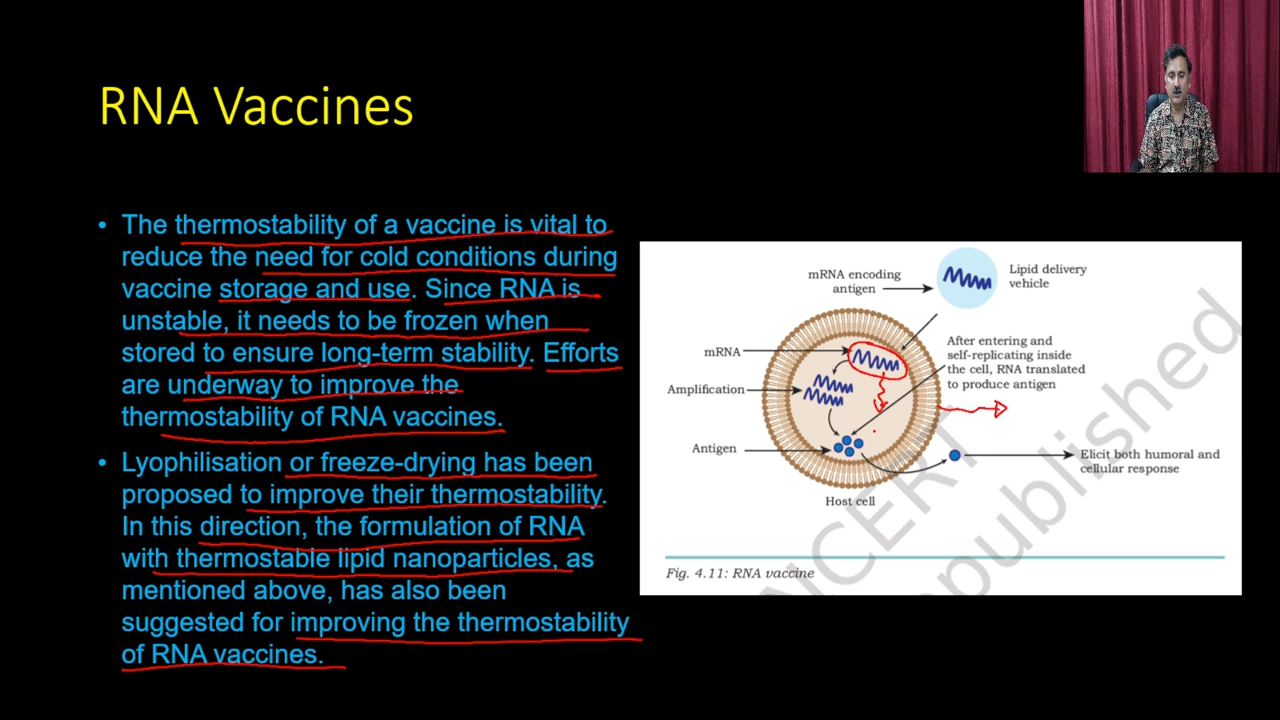 RNA Vaccines
• The thermostability of a vaccine is vital to
reduce the need for cold conditions during
vaccine storage and use. Since RNA is
unstable, it needs to be frozen when
stored to ensure long-term stability. Efforts
are underway to improve the
thermostability of RNA vaccines.
• Lyophilisation or freeze-drying has been
proposed to improve their thermostability.
In this direction, the formulation of RNA
with thermostable lipid nanoparticles, as
mentioned above, has also been
suggested for improving the thermostability
of RNA vaccines.
mRNA encoding
antigen
Lipid delivery
vehicle
mRNA
After entering and
self-replicating inside
the cell, RNA translated
to produce antigen
Amplification
Antigen
Elicit both humoral and
cellular response
Host cell
Fig. 4.11: RNA vaccine
NCERT
published